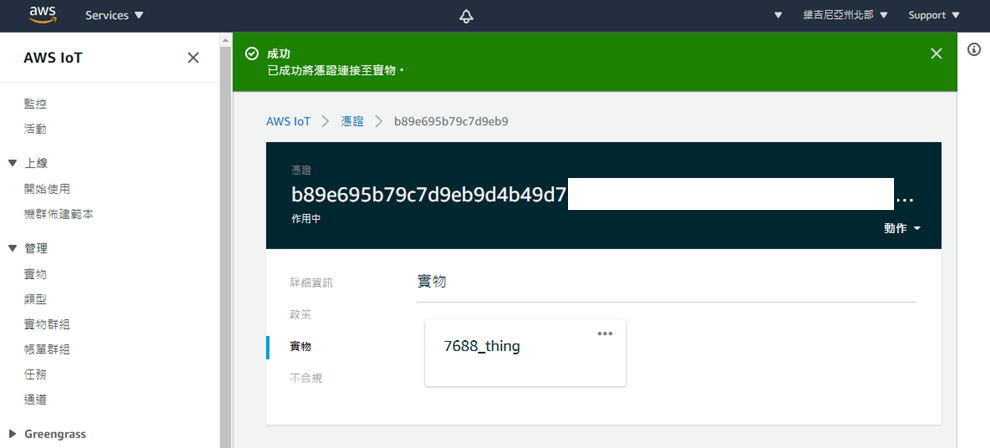 aws
Services
維吉尼亞州北部
Support
AWS IoT
監控
活動
上線
開始使用
機群佈建範本
管理
實物
類型
實物群組
帳單群組
任務
通道
Greengrass
成功
已成功將憑證連接至實物。
AWS IoT 憑證 b89e695b79c7d9eb9
憑證
b89e695b79c7d9eb9d4b49d7 ...
作用中
動作
詳細資訊
政策
實物
不合規
實物
7688_thing